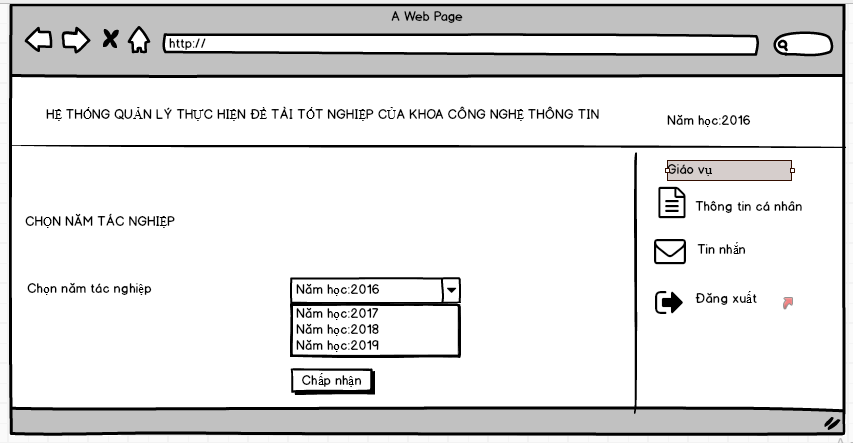 A Web Page
http://
HỆ THỐNG QUẢN LÝ THỰC HIỆN ĐỀ TÀI TỐT NGHIỆP CỦA KHOA CÔNG NGHỆ THÔNG TIN
Năm học:2016
Giáo vụ
Thông tin cá nhân
CHỌN NĂM TÁC NGHIỆP
Tin nhắn
Chọn năm tác nghiệp
Năm học:2016
Đăng xuất
Năm học:2017
Năm học:2018
Năm học:2019
Chấp nhận